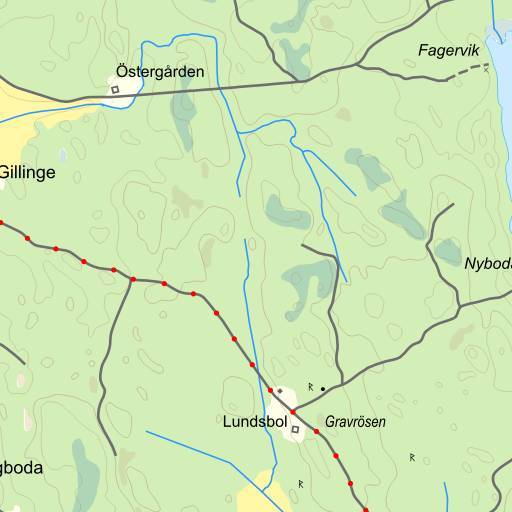 Fagervik
Östergården
Gillinge
Nyboda
R
Lundsbol
Gravrösen
R
gboda
R